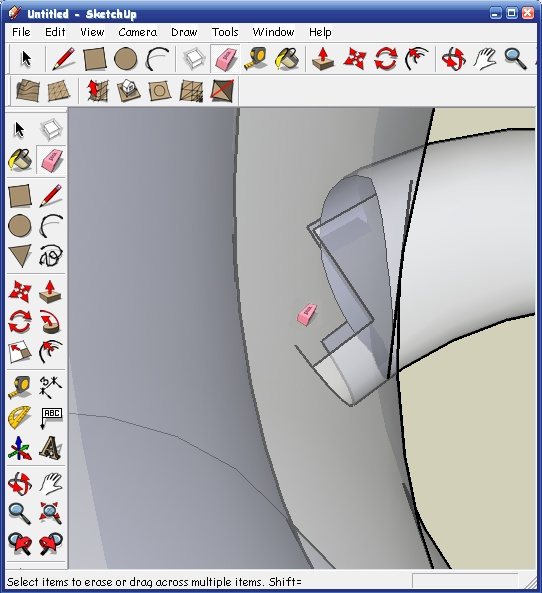 Untitled - SketchUp
File Edit View Camera Draw Tools Window Help
ABC
Select items to erase or drag across multiple items. Shift=